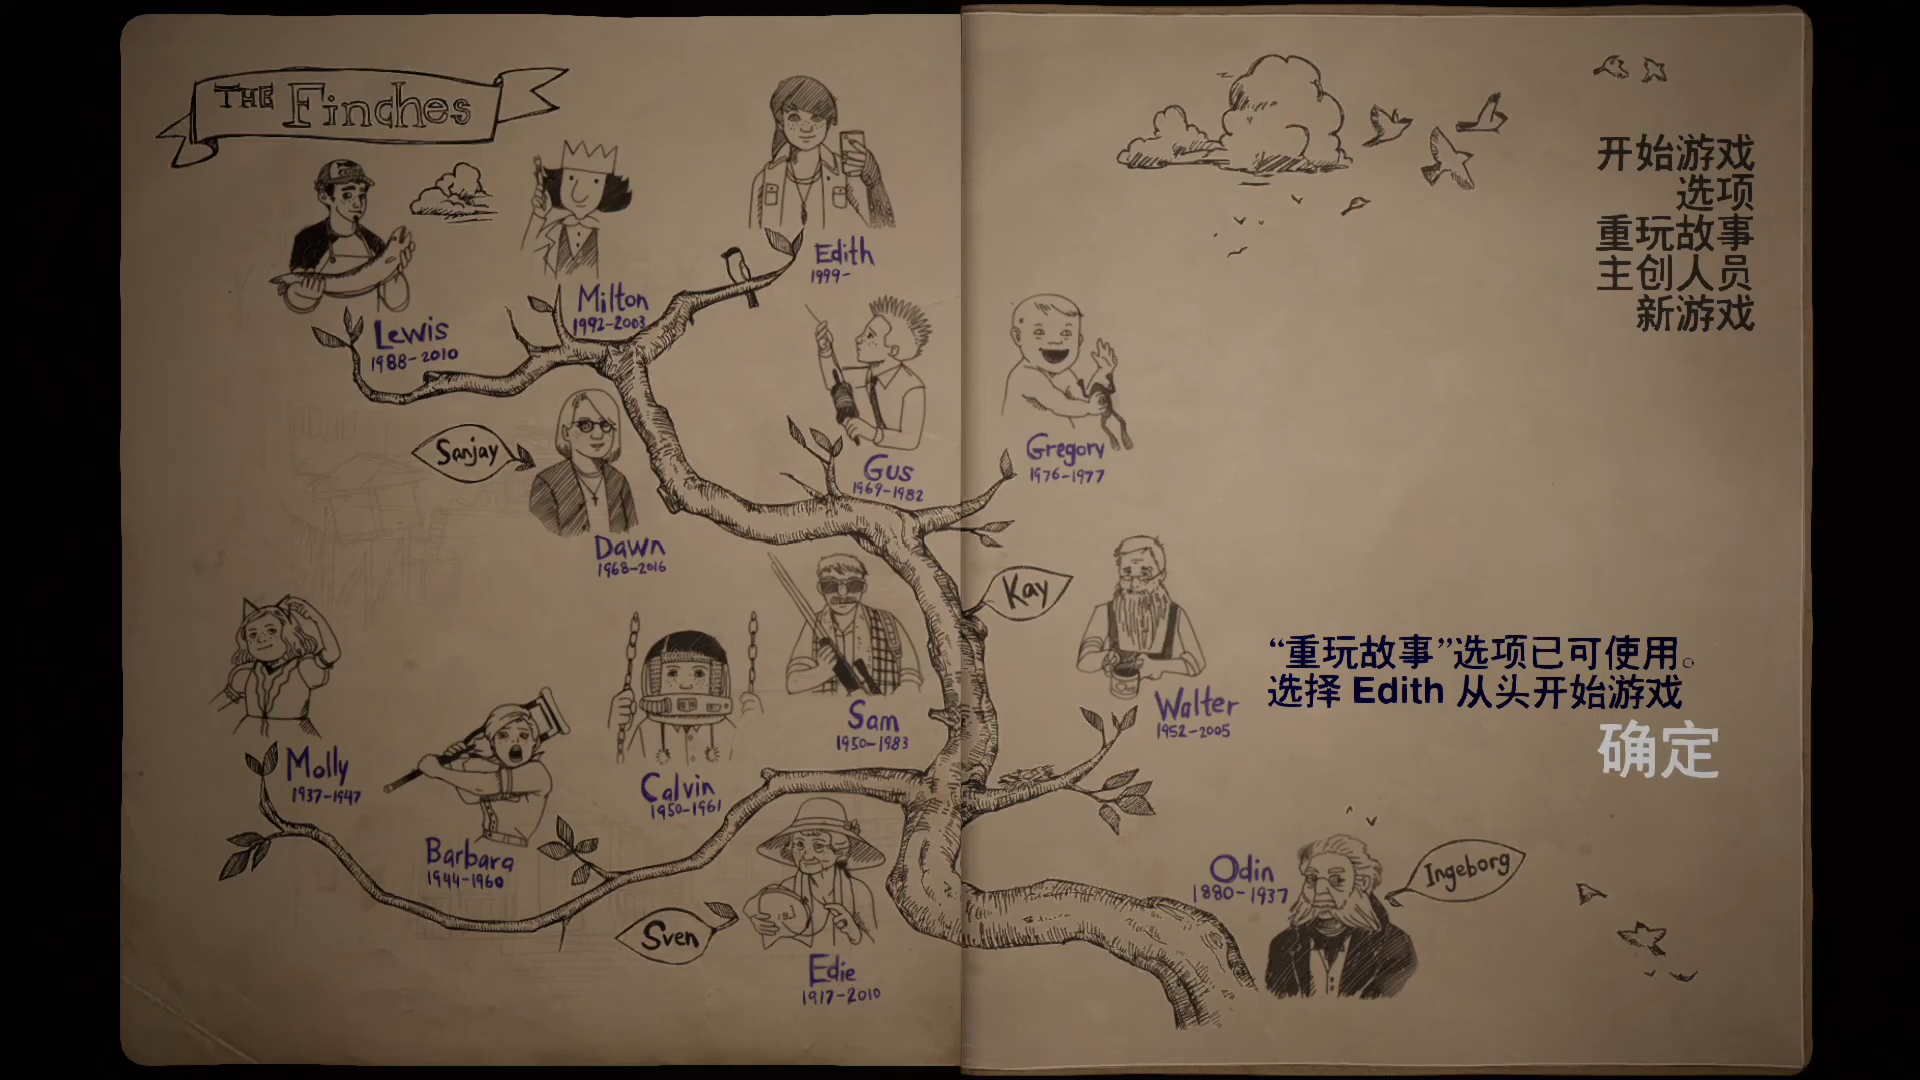 THE Finches
Edith
1999-
Milton
1992-2003
Lewis
1988-2010
Gregory
1976-1977
Gus
1969-1982
Sanjay
Dawn
1968-2016
Kay
Walter
1952-2005
Sam
1950-1983
Calvin
1950-1961
Molly
1937-1947
Barbara
1944-1960
Sven
Edie
1917-2010
Odin
1880-1937
Ingeborg
开始游戏
选项
重玩故事
主创人员
新游戏
“重玩故事”选项已可使用。
选择 Edith 从头开始游戏
确定